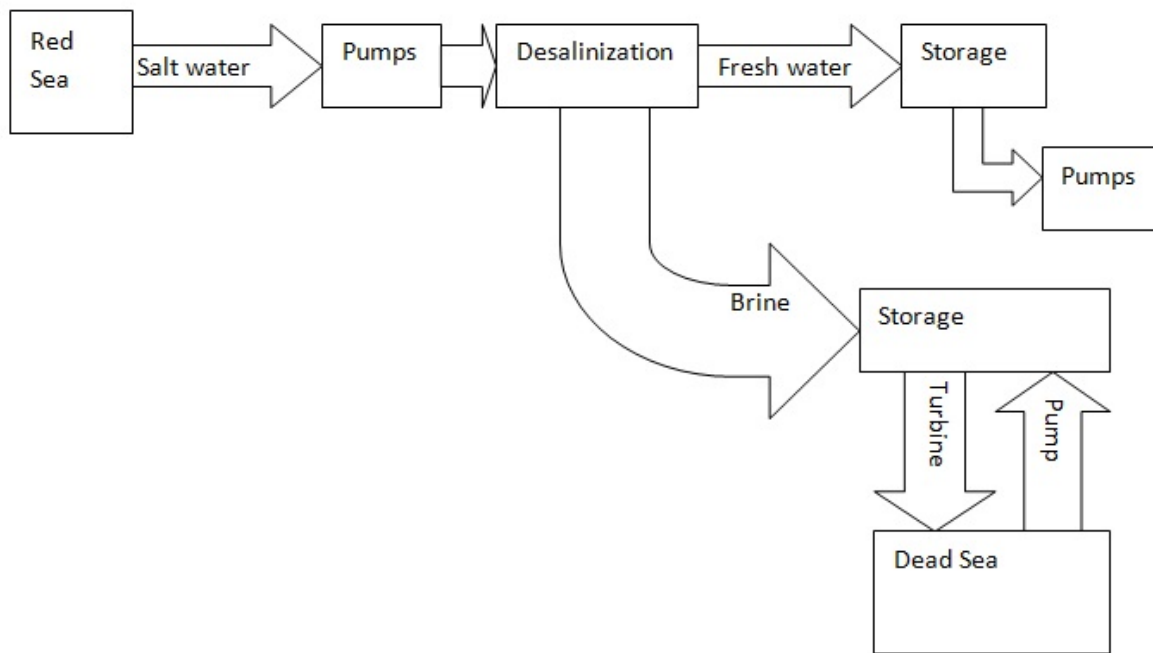 Red
Sea
Salt water
Pumps
Desalinization
Fresh water
Storage
Pumps
Brine
Storage
Turbine
Pump
Dead Sea